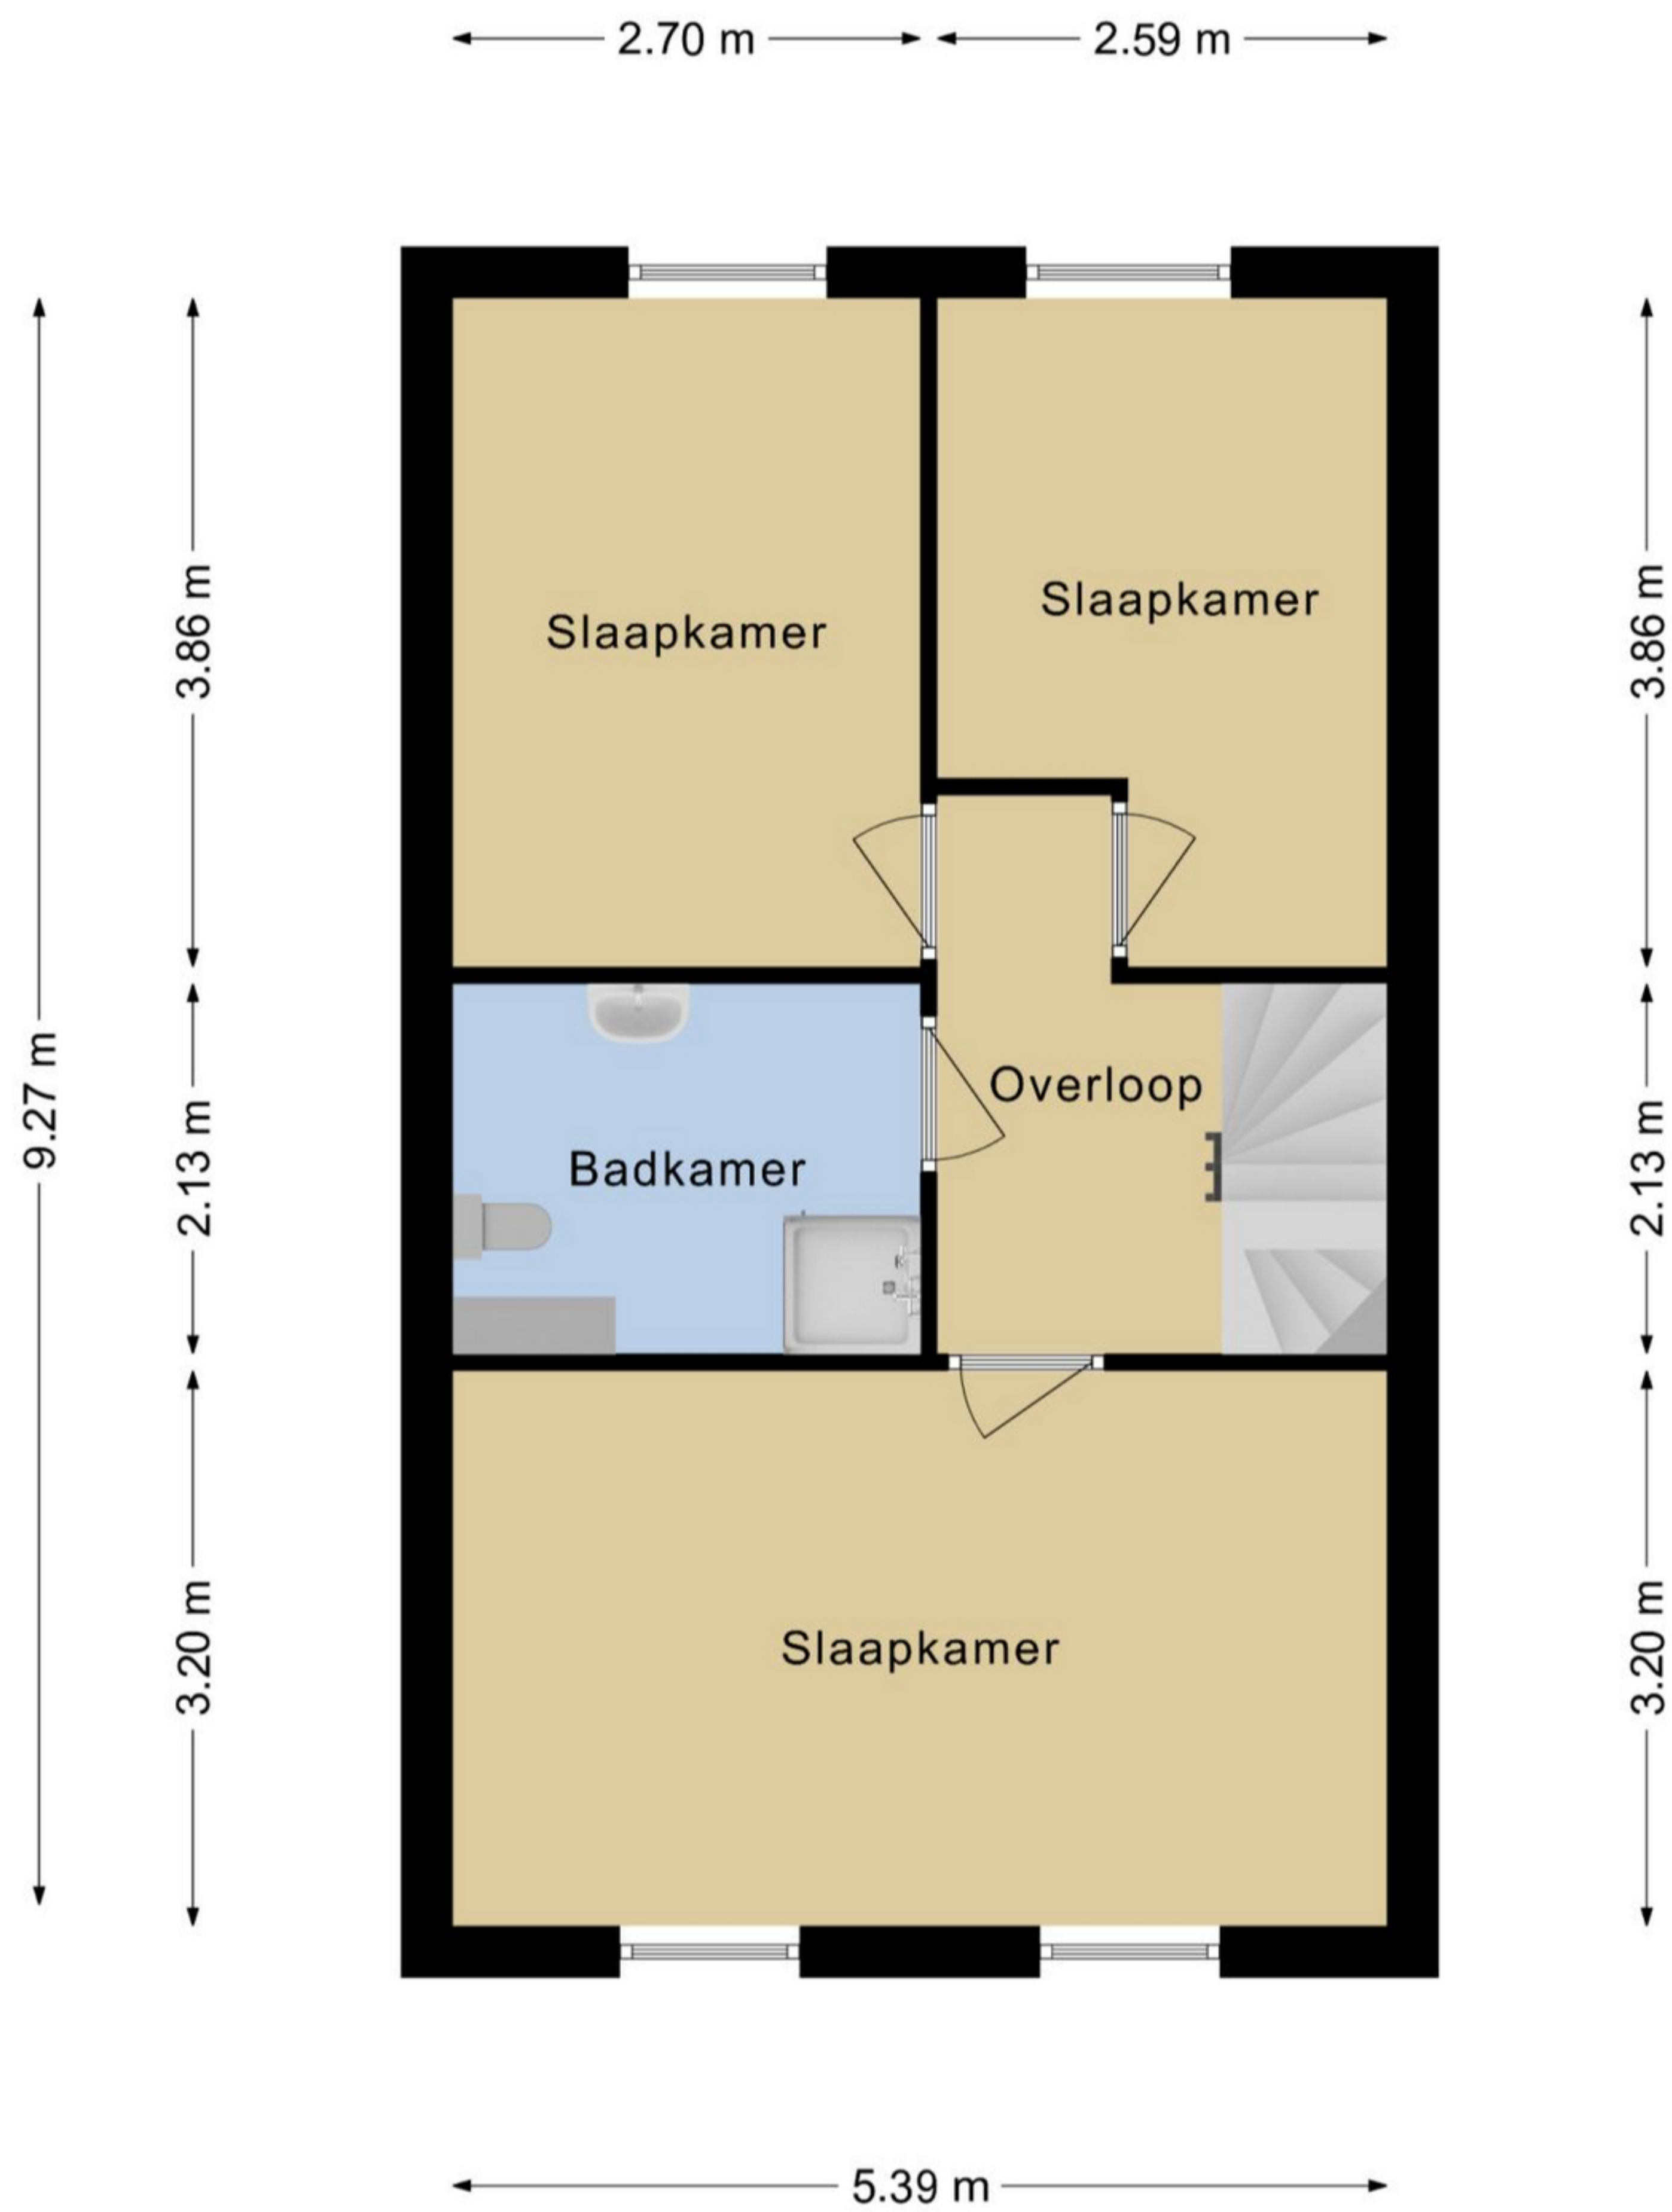 2.70 m
2.59 m
3.86 m
3.86 m
Slaapkamer
Slaapkamer
9.27 m
2.13 m
2.13 m
Overloop
Badkamer
3.20 m
3.20 m
Slaapkamer
5.39 m